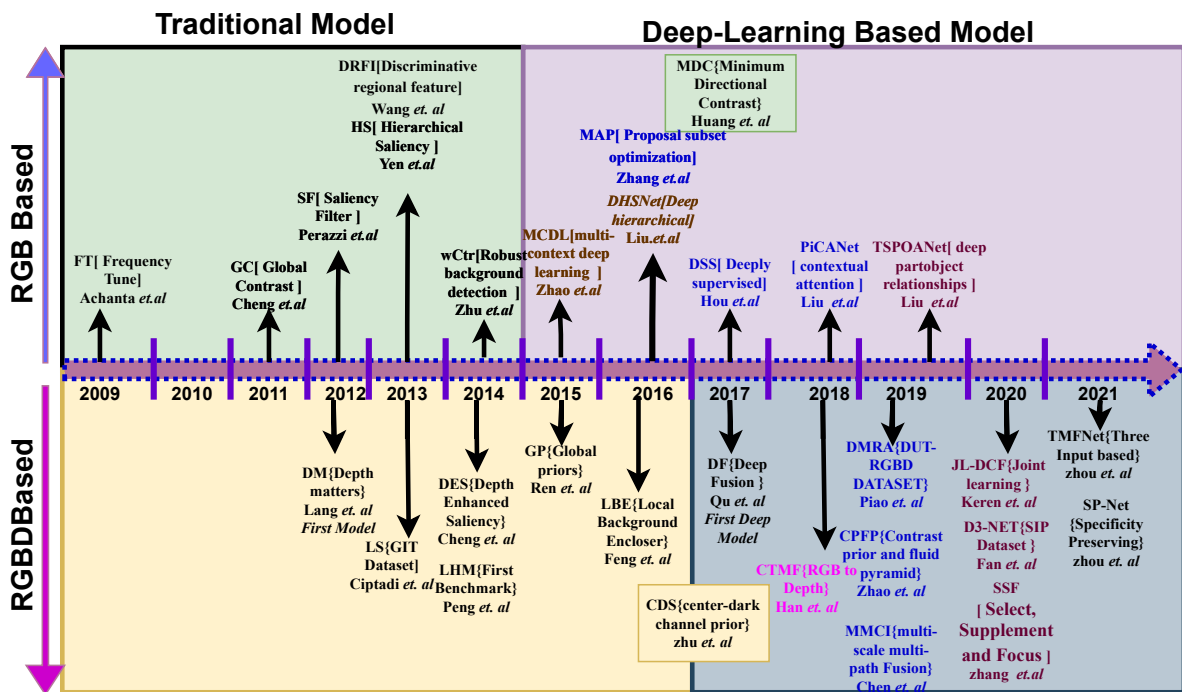 Traditional Model
Deep-Learning Based Model
RGB Based
DRFI[Discriminative
regional feature]
Wang et. al
HS[ Hierarchical
Saliency ]
Yen et.al
SF[ Saliency
Filter ]
Perazzi et.al
FT[ Frequency
Tune]
Achanta et.al
GC[ Global
Contrast ]
Cheng et.al
wCtr[Robust
background
detection ]
Zhu et.al
MDC{Minimum
Directional
Contrast}
Huang et. al
MAP[ Proposal subset
optimization]
Zhang et.al
DHSNet[Deep
hierarchical]
Liu.et.al
MCDL[multi-
context deep
learning ]
Zhao et.al
DSS[ Deeply
supervised]
Hou et.al
PiCANet
[ contextual
attention ]
Liu et.al
TSPOANet[ deep
partobject
relationships ]
Liu et.al
2009
2010
2011
2012
2013
2014
2015
2016
2017
2018
2019
2020
2021
RGBDBased
DM{Depth
matters}
Lang et. al
First Model
LS{GIT
Dataset]
Ciptadi et. al
DES{Depth
Enhanced
Saliency}
Cheng et. al
LHM{First
Benchmark}
Peng et. al
GP{Global
priors}
Ren et. al
LBE{Local
Background
Encloser}
Feng et. al
CDS{center-dark
channel prior}
zhu et. al
DF{Deep
Fusion}
Qu et. al
First Deep
Model
CTMF{RGB to
Depth}
Han et. al
DMRA{DUT-
RGBD
DATASET}
Piao et. al
CPFP{Contrast
prior and fluid
pyramid}
Zhao et. al
MMCI{multi-
scale multi-
path Fusion}
Chen et. al
JL-DCF{Joint
learning }
Keren et. al
D3-NET{SIP
Dataset }
Fan et. al
SSF
[ Select,
Supplement
and Focus ]
zhang et.al
TMFNet{Three
Input based}
zhou et. al
SP-Net
{Specificity
Preserving}
zhou et. al